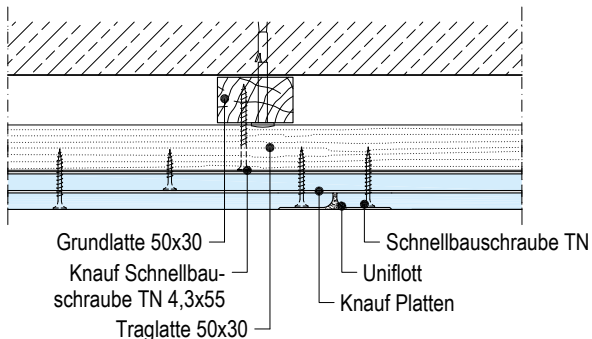 Grundlatte 50x30
Knauf Schnellbau-
schraube TN 4,3x55
Traglatte 50x30
Schnellbauschraube TN
Uniflott
Knauf Platten